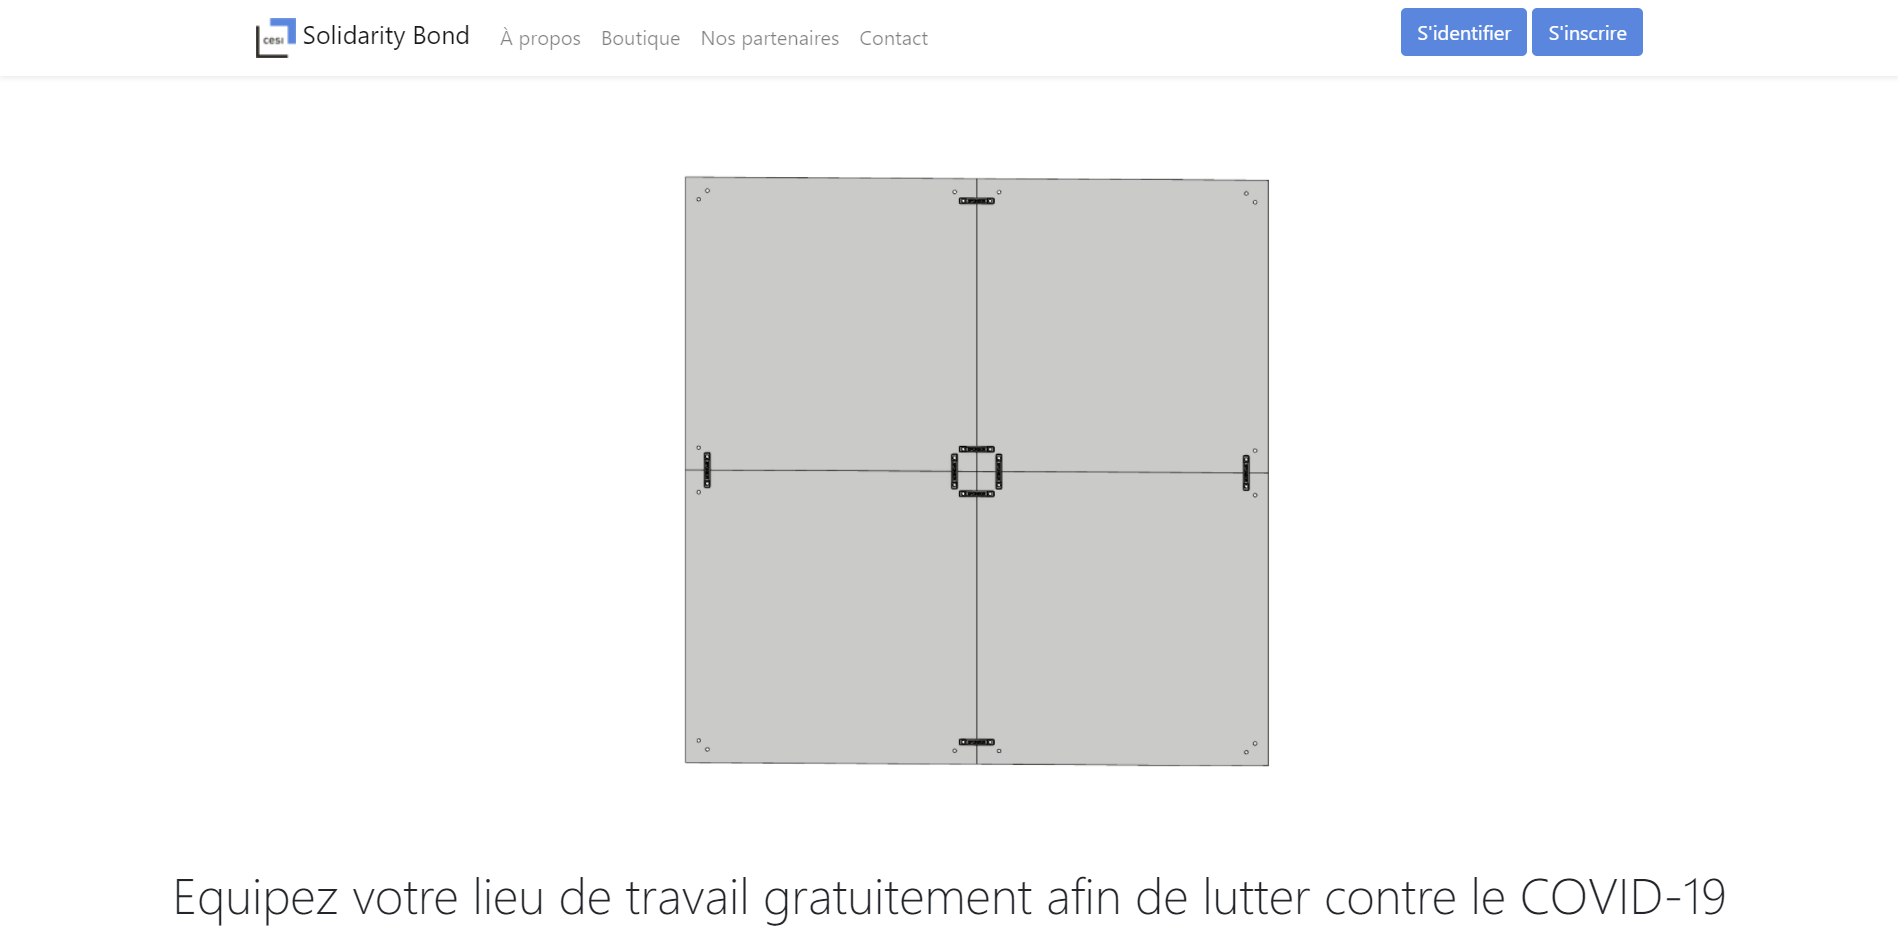 cesi Solidarity Bond À propos Boutique Nos partenaires Contact S'identifier S'inscrire
Equipez votre lieu de travail gratuitement afin de lutter contre le COVID-19